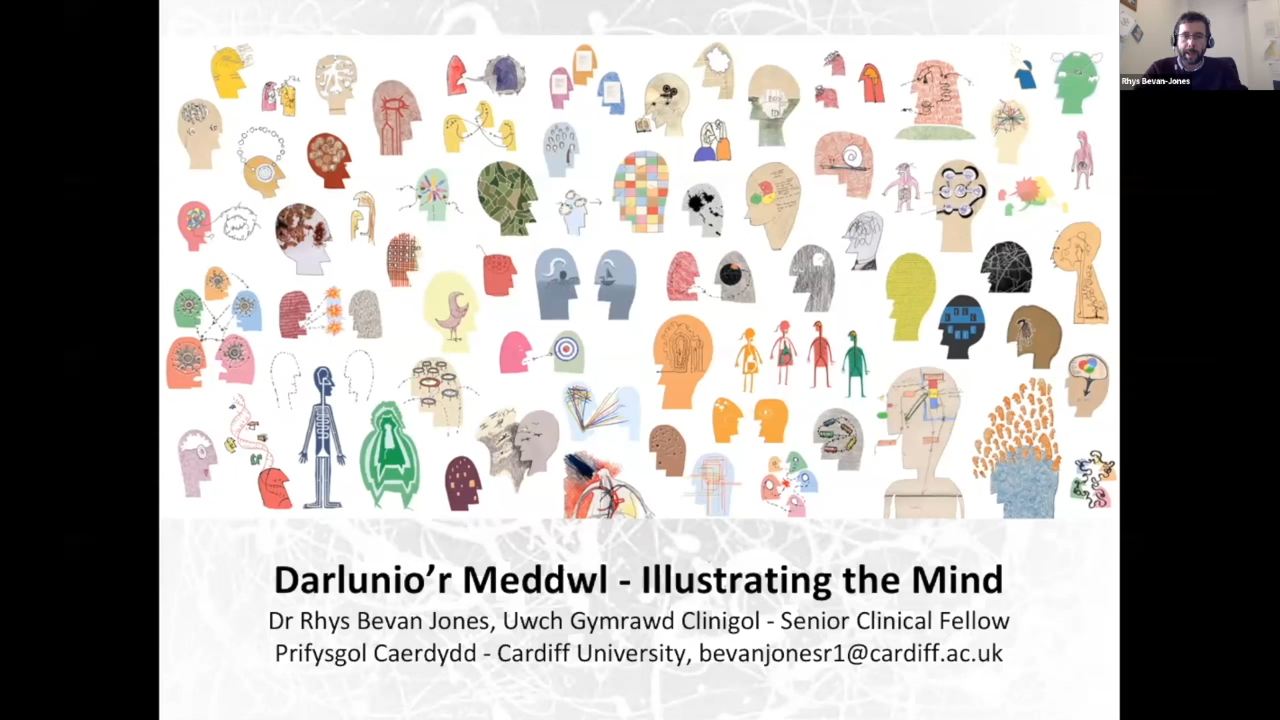 Rhys Bevan-Jones
Darlunio’r Meddwl - Illustrating the Mind
Dr Rhys Bevan Jones, Uwch Gymrawd Clinigol - Senior Clinical Fellow
Prifysgol Caerdydd - Cardiff University, bevanjonesr1@cardiff.ac.uk